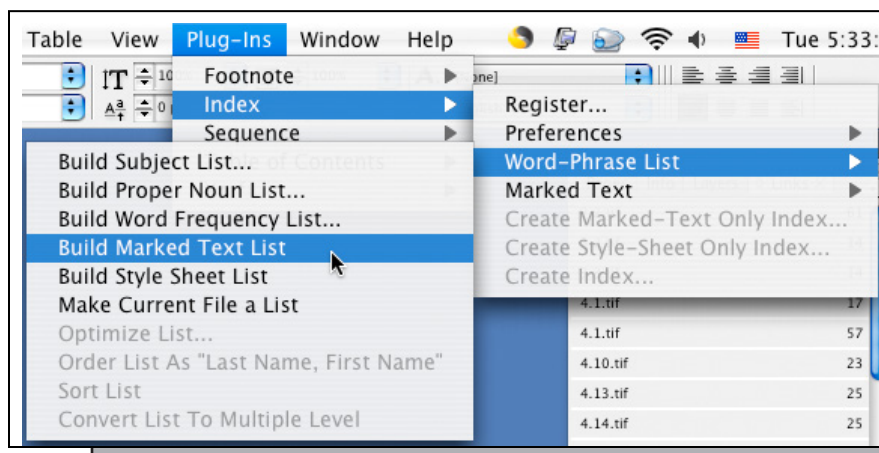 Table View Plug-Ins Window Help Tue 5:33:
Footnote
Index
Sequence
Register...
Preferences
Word-Phrase List
Marked Text
Create Marked-Text Only Index...
Create Style-Sheet Only Index...
Create Index...
Build Subject List...
Build Proper Noun List...
Build Word Frequency List...
Build Marked Text List
Build Style Sheet List
Make Current File a List
Optimize List...
Order List As "Last Name, First Name"
Sort List
Convert List To Multiple Level
4.1.tif 17
4.1.tif 57
4.10.tif 23
4.13.tif 25
4.14.tif 25